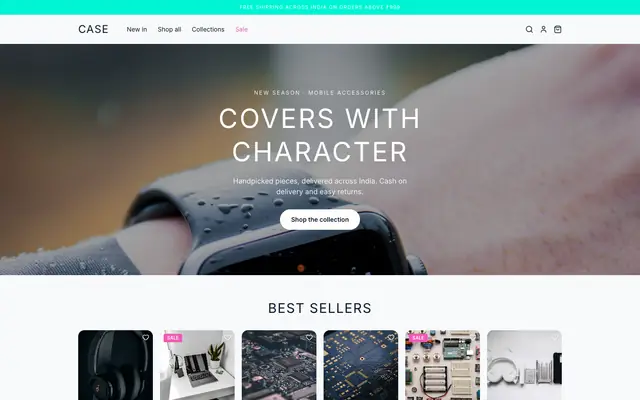 FREE SHIPPING ACROSS INDIA ON ORDERS ABOVE ₹999
CASE
New in
Shop all
Collections
Sale
NEW SEASON · MOBILE ACCESSORIES
COVERS WITH
CHARACTER
Handpicked pieces, delivered across India. Cash on
delivery and easy returns.
Shop the collection
BEST SELLERS
SALE
SALE